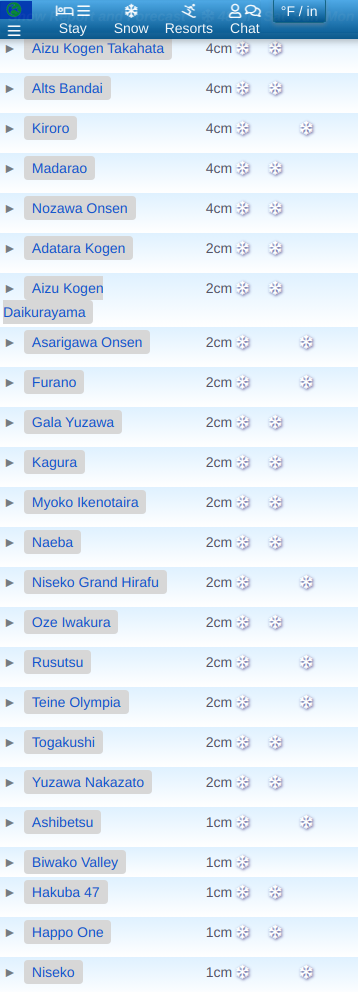 Stay Snow Resorts Chat °F / in
Aizu Kogen Takahata 4cm
Alts Bandai 4cm
Kiroro 4cm
Madarao 4cm
Nozawa Onsen 4cm
Adatara Kogen 2cm
Aizu Kogen 2cm
Daikurayama
Asarigawa Onsen 2cm
Furano 2cm
Gala Yuzawa 2cm
Kagura 2cm
Myoko Ikenotaira 2cm
Naeba 2cm
Niseko Grand Hirafu 2cm
Oze Iwakura 2cm
Rusutsu 2cm
Teine Olympia 2cm
Togakushi 2cm
Yuzawa Nakazato 2cm
Ashibetsu 1cm
Biwako Valley 1cm
Hakuba 47 1cm
Happo One 1cm
Niseko 1cm